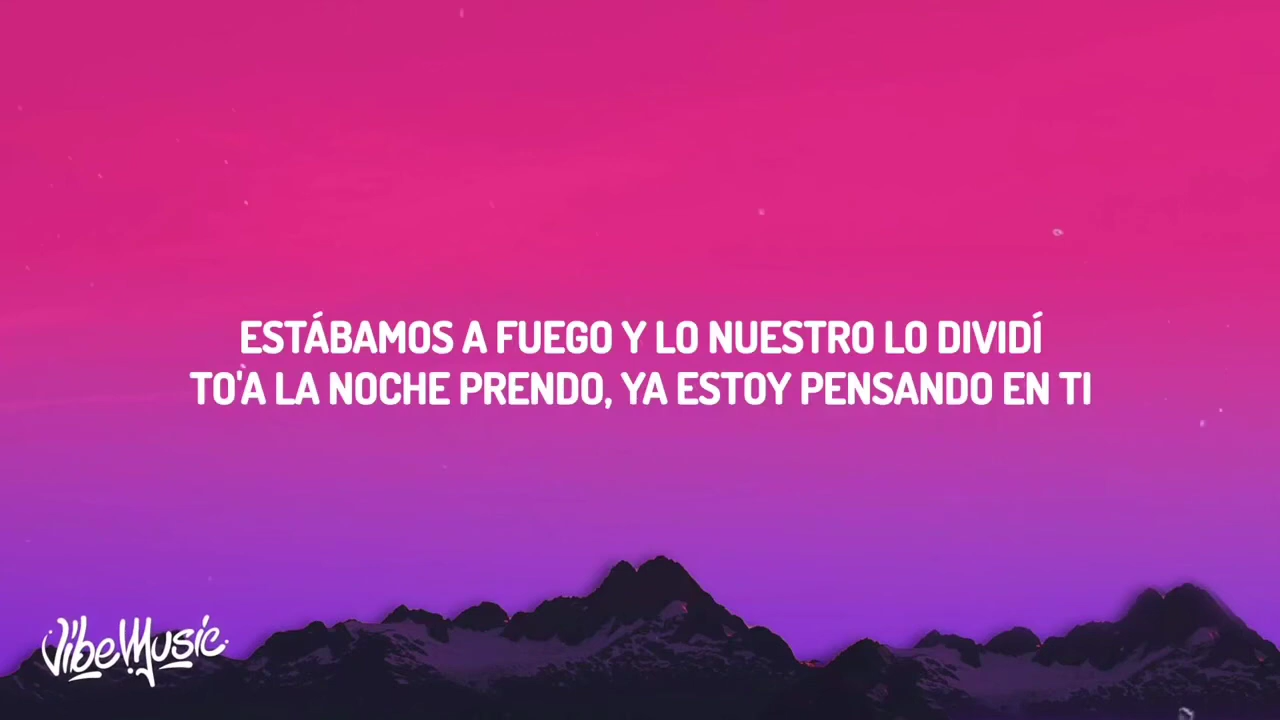 ESTÁBAMOS A FUEGO Y LO NUESTRO LO DIVIDÍ
TO'A LA NOCHE PRENDO, YA ESTOY PENSANDO EN TI
VibeMusic